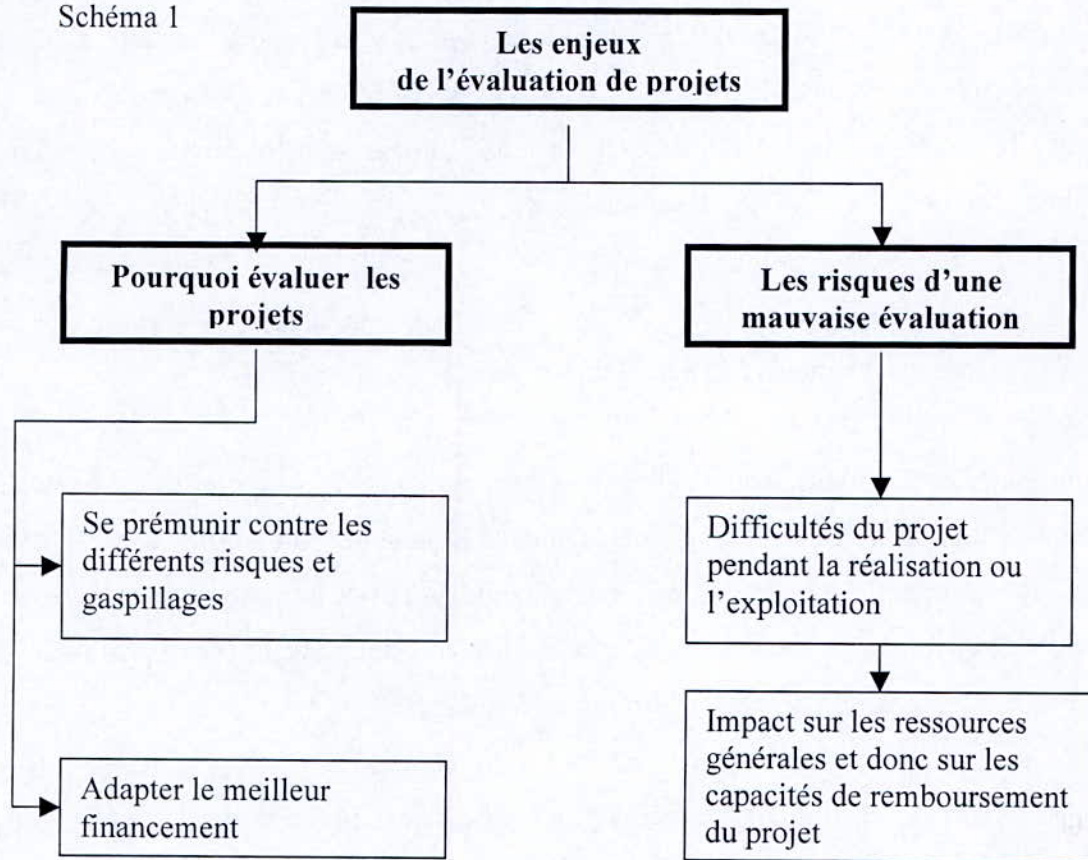 Schéma 1
Les enjeux
de l'évaluation de projets
Pourquoi évaluer les
projets
Les risques d'une
mauvaise évaluation
Se prémunir contre les
différents risques et
gaspillages
Adapter le meilleur
financement
Difficultés du projet
pendant la réalisation ou
l'exploitation
Impact sur les ressources
générales et donc sur les
capacités de remboursement
du projet